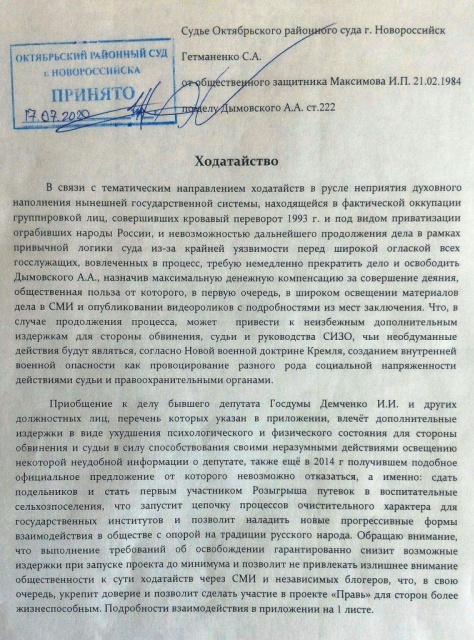 Судье Октябрьского районного суда г. Новороссийск
Гетманенко С.А.
от общественного защитника Максимова И.П. 21.02.1984
по делу Дымовского А.А. ст.222
ОКТЯБРЬСКИЙ РАЙОННЫЙ СУД
г. НОВОРОССИЙСКА
ПРИНЯТО
17.07.2020
Ходатайство
В связи с тематическим направлением ходатайств в русле неприятия духовного
наполнения нынешней государственной системы, находящейся в фактической оккупации
группировкой лиц, совершивших кровавый переворот 1993 г. и под видом приватизации
ограбивших народы России, и невозможностью дальнейшего продолжения дела в рамках
привычной логики суда из-за крайней уязвимости перед широкой оглаской всех
госслужащих, вовлеченных в процесс, требую немедленно прекратить дело и освободить
Дымовского А.А., назначив максимальную денежную компенсацию за совершение деяния,
общественная польза от которого, в первую очередь, в широком освещении материалов
дела в СМИ и опубликовании видеороликов с подробностями из мест заключения. Что, в
случае продолжения процесса, может привести к неизбежным дополнительным
издержкам для стороны обвинения, судьи и руководства СИЗО, чьи необдуманные
действия будут являться, согласно Новой военной доктрине Кремля, созданием внутренней
военной опасности как провоцирование разного рода социальной напряженности
действиями судьи и правоохранительными органами.
Приобщение к делу бывшего депутата Госдумы Демченко И.И. и других
должностных лиц, перечень которых указан в приложении, влечёт дополнительные
издержки в виде ухудшения психологического и физического состояния для стороны
обвинения и судьи в силу способствования своими неразумными действиями освещению
некоторой неудобной информации о депутате, также ещё в 2014 г получившем подобное
официальное предложение от которого невозможно отказаться, а именно: сдать
подельников и стать первым участником Розыгрыша путевок в воспитательные
сельхозпоселения, что запустит цепочку процессов очистительного характера для
государственных институтов и позволит наладить новые прогрессивные формы
взаимодействия в обществе с опорой на традиции русского народа. Обращаю внимание,
что выполнение требований об освобождении гарантированно снизит возможные
издержки при запуске проекта до минимума и позволит не привлекать излишнее внимание
общественности к сути ходатайств через СМИ и независимых блогеров, что, в свою
очередь, укрепит доверие и позволит сделать участие в проекте «Правь» для сторон более
жизнеспособным. Подробности взаимодействия в приложении на 1 листе.